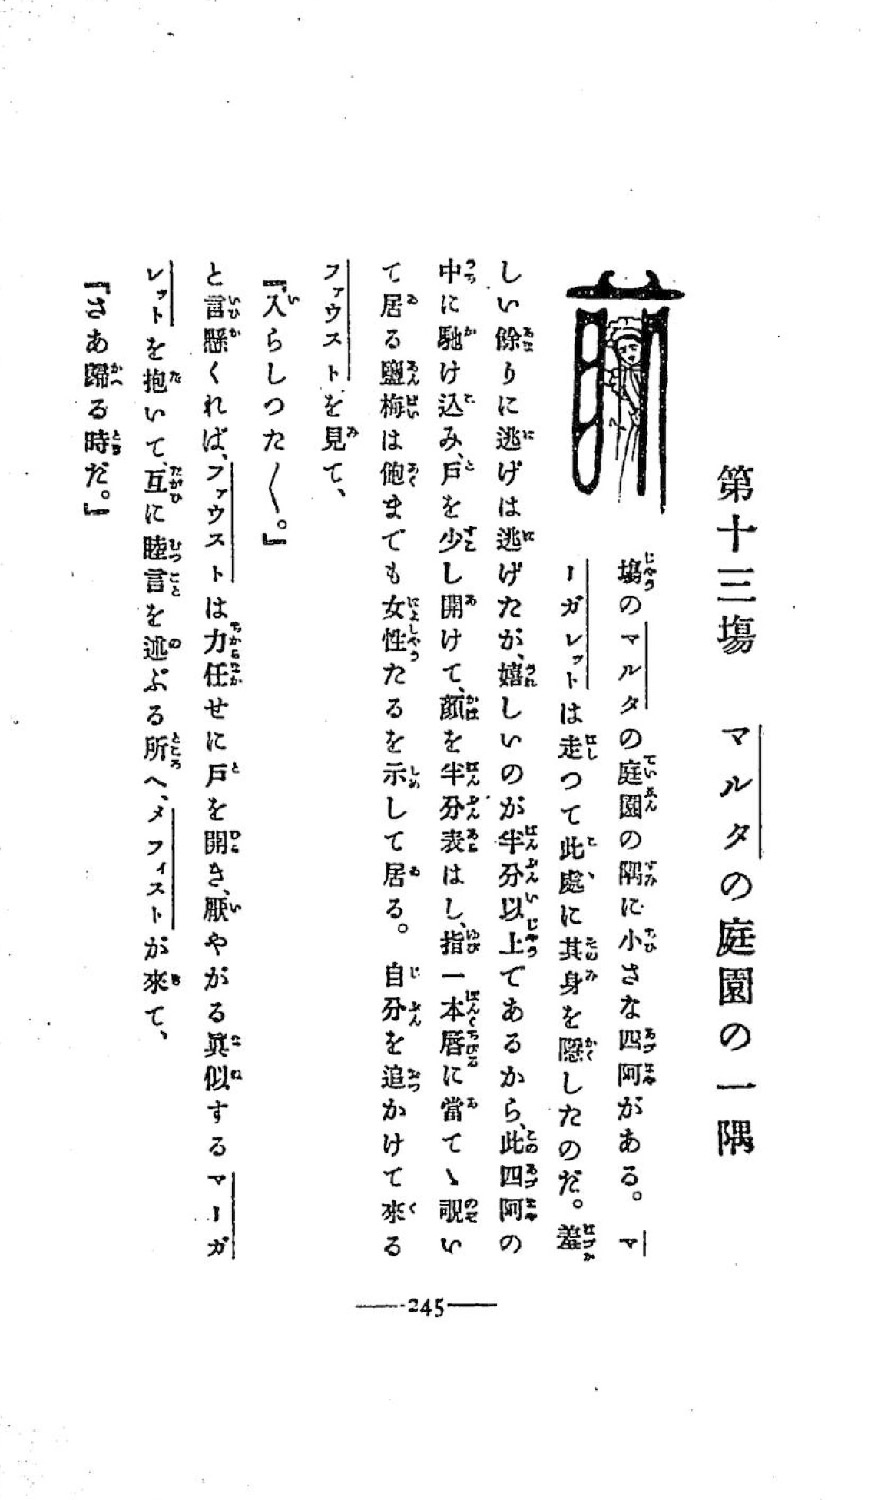 第十三塲　マルタの庭園の一隅
塲のマルタの庭園の隅に小さな四阿がある。マ
ーガレットは走つて此處に其身を隱したのだ。羞
しい餘りに逃げは逃げたが、嬉しいのが半分以上であるから、此四阿の
中に馳け込み、戸を少し開けて、顔を半分表はし、指一本唇に當てゝ覗い
て居る鹽梅は飽までも女性たるを示して居る。自分を追かけて來る
ファウストを見て、
『入らしつた〱。』
と言懸くれば、ファウストは力任せに戸を開き、厭やがる眞似するマーガ
レットを抱いて、互に睦言を述ぶる所へ、メフィストが來て、
『さあ歸る時だ。』
245